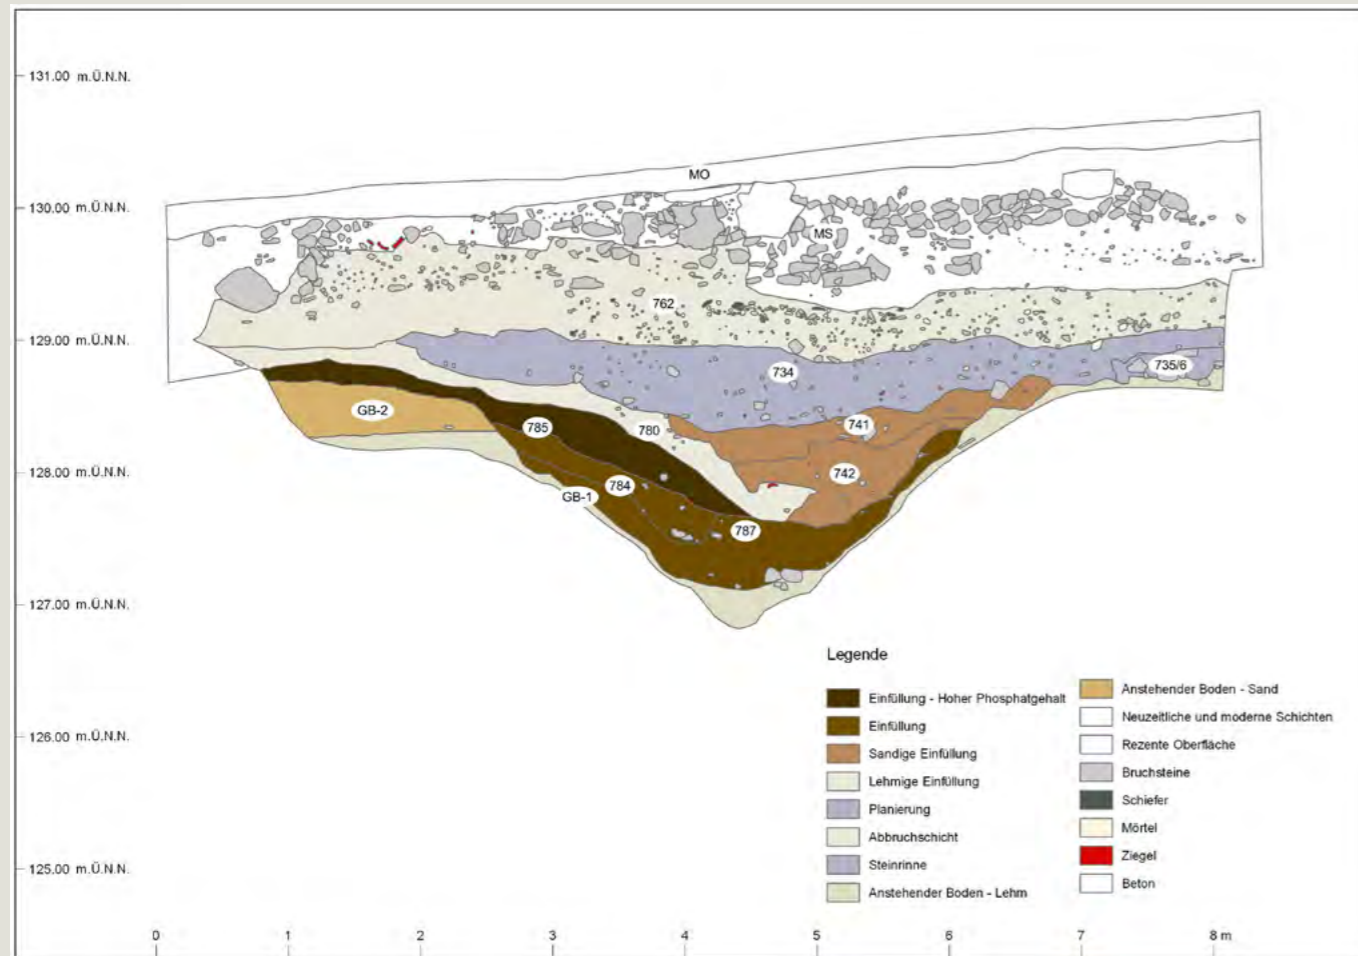 131.00 m.Ü.N.N.
130.00 m.Ü.N.N.
MO
MS
762
129.00 m.Ü.N.N.
734
735/6
GB-2
785
780
741
742
128.00 m.Ü.N.N.
GB-1
784
787
127.00 m.Ü.N.N.
126.00 m.Ü.N.N.
125.00 m.Ü.N.N.
Legende
Einfüllung - Hoher Phosphatgehalt
Einfüllung
Sandige Einfüllung
Lehmige Einfüllung
Planierung
Abbruchschicht
Steinrinne
Anstehender Boden - Lehm
Anstehender Boden - Sand
Neuzeitliche und moderne Schichten
Rezente Oberfläche
Bruchsteine
Schiefer
Mörtel
Ziegel
Beton
0 1 2 3 4 5 6 7 8 m